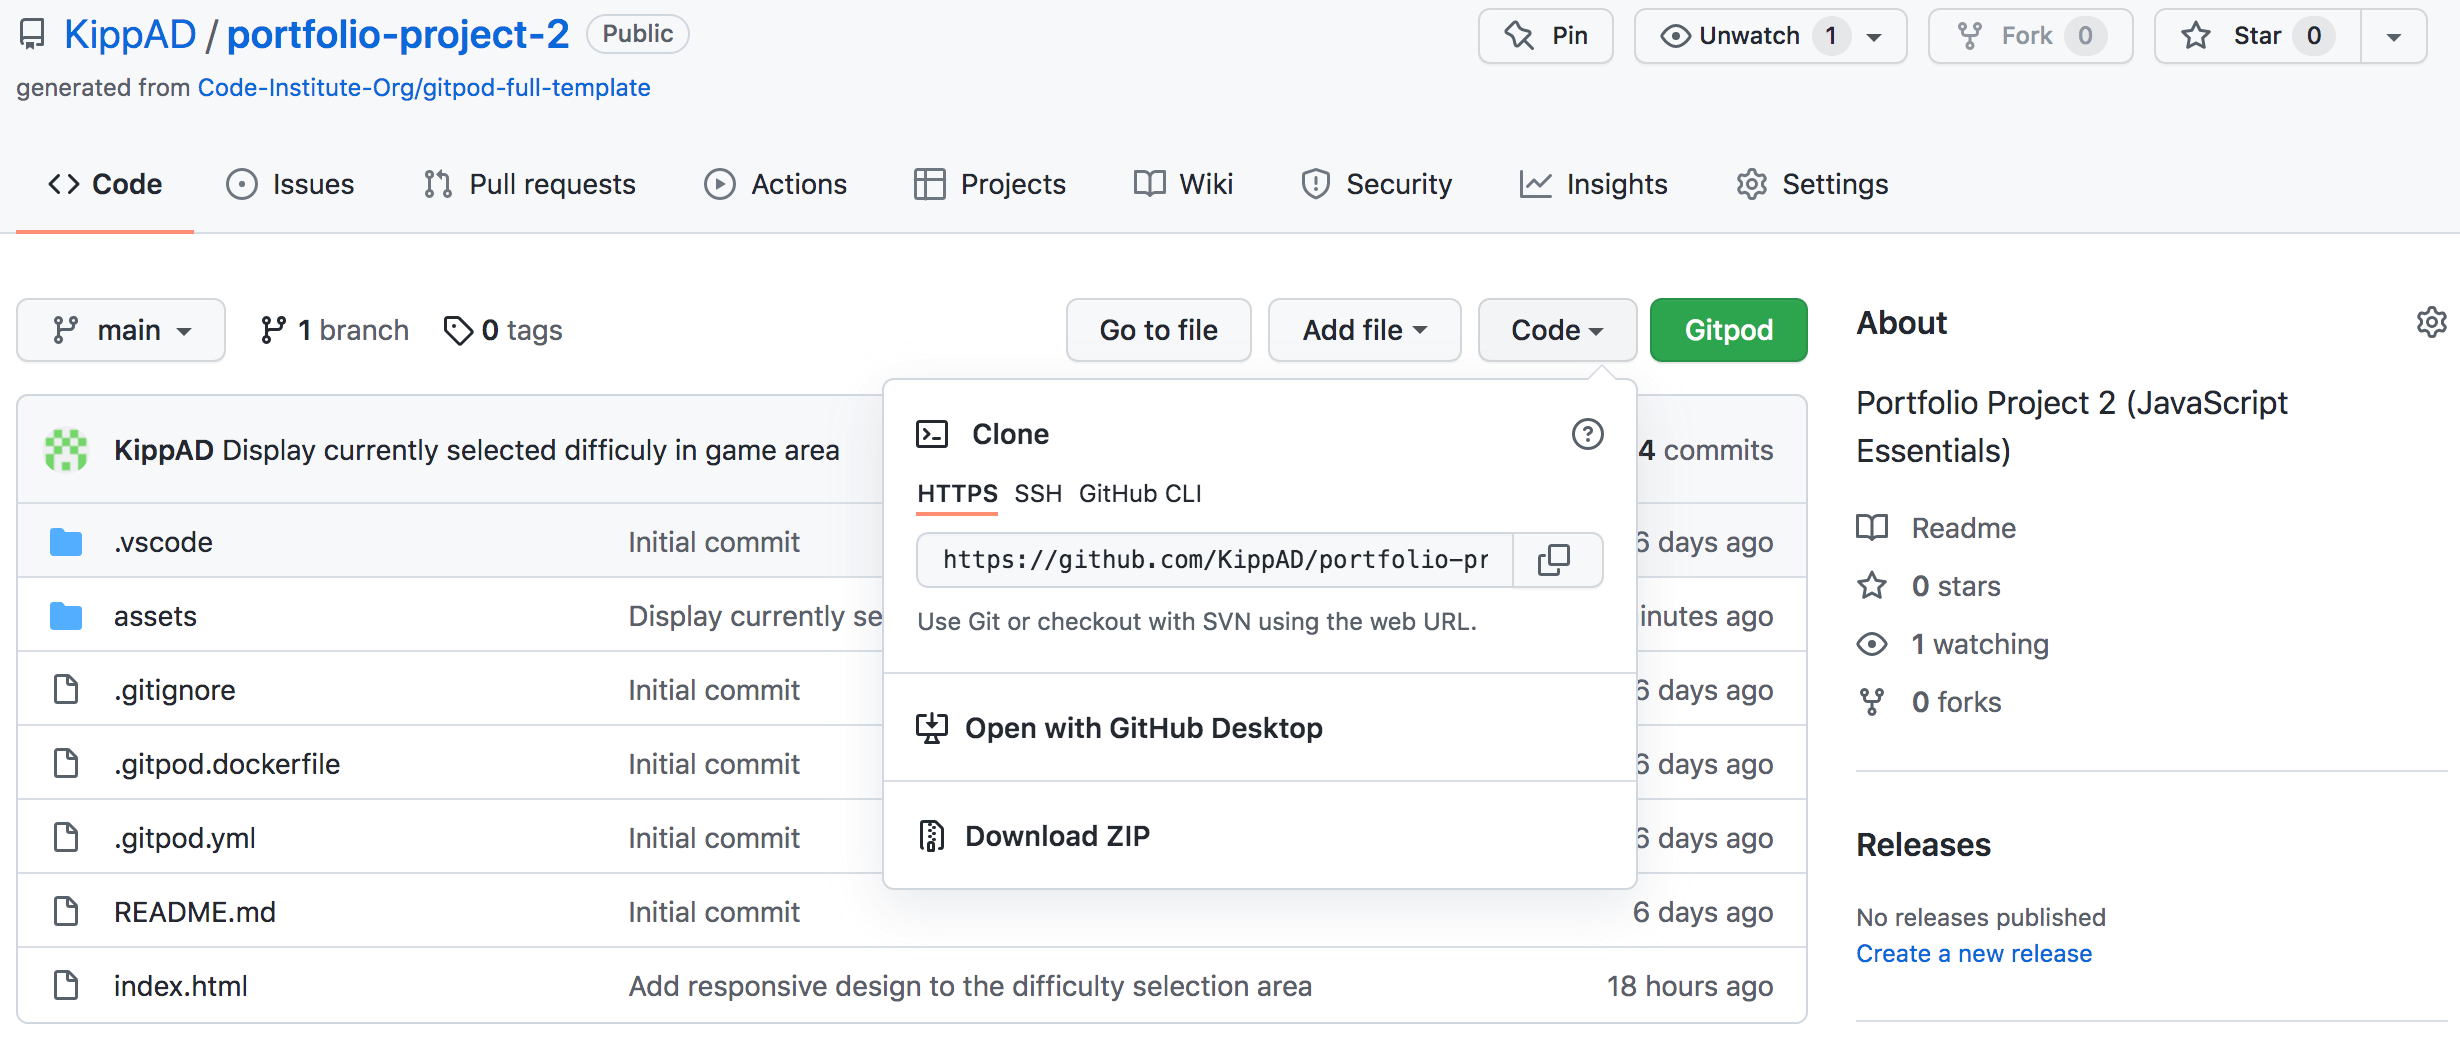 KippAD / portfolio-project-2 Public
Pin Unwatch 1 Fork 0 Star 0
generated from Code-Institute-Org/gitpod-full-template
Code Issues Pull requests Actions Projects Wiki Security Insights Settings
main 1 branch 0 tags Go to file Add file Code Gitpod
KippAD Display currently selected difficuly in game area
4 commits
.vscode Initial commit 6 days ago
assets Display currently se inutes ago
.gitignore Initial commit 6 days ago
.gitpod.dockerfile Initial commit 6 days ago
.gitpod.yml Initial commit 6 days ago
README.md Initial commit 6 days ago
index.html Add responsive design to the difficulty selection area 18 hours ago
Clone
HTTPS SSH GitHub CLI
https://github.com/KippAD/portfolio-pr
Use Git or checkout with SVN using the web URL.
Open with GitHub Desktop
Download ZIP
About
Portfolio Project 2 (JavaScript
Essentials)
Readme
0 stars
1 watching
0 forks
Releases
No releases published
Create a new release